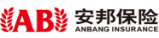 AB 安邦保险
ANBANG INSURANCE